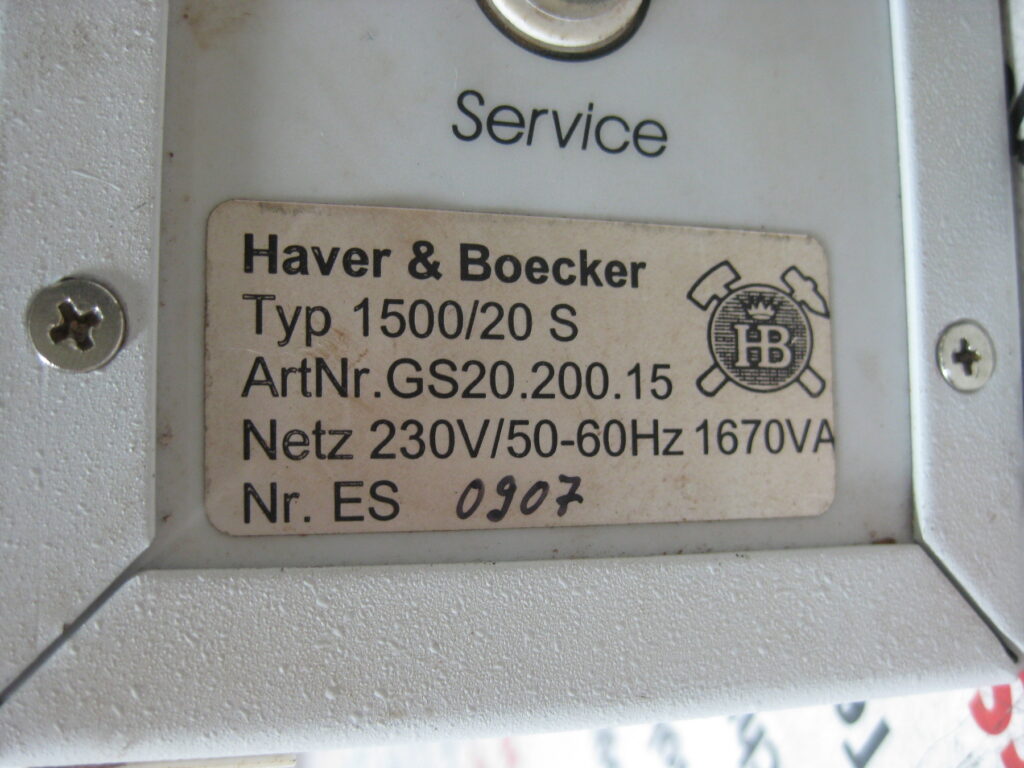 Service
Haver & Boecker
Typ 1500/20 S
ArtNr.GS20.200.15
HB
Netz 230V/50-60Hz 1670VA
Nr. ES 0907